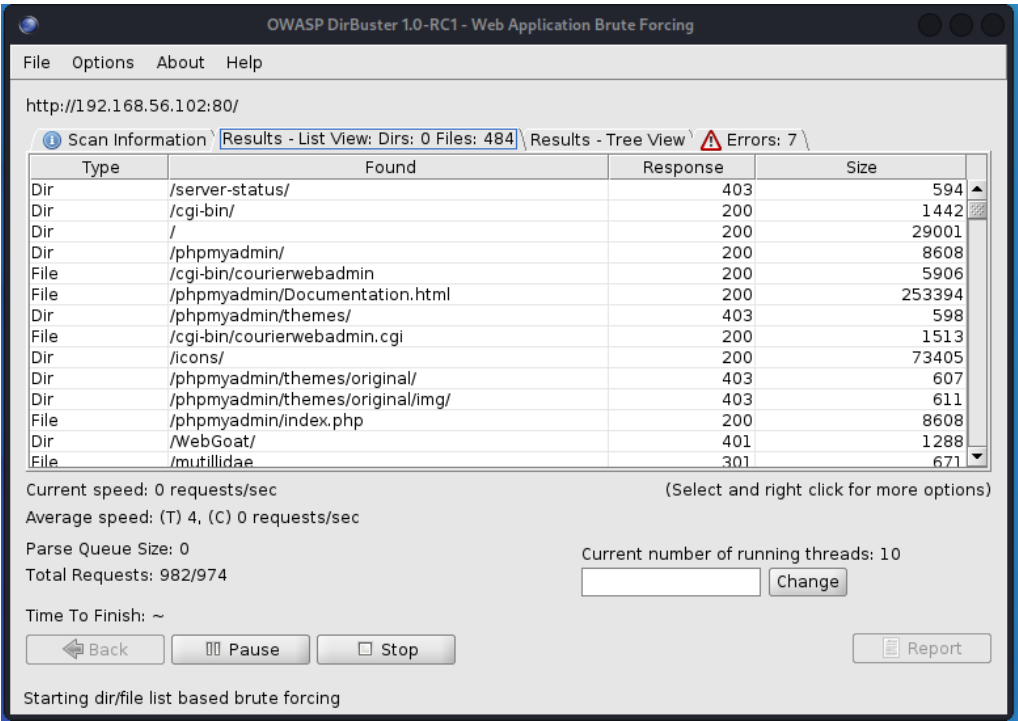 OWASP DirBuster 1.0-RC1 - Web Application Brute Forcing
File Options About Help
http://192.168.56.102:80/
Scan Information Results - List View: Dirs: 0 Files: 484 Results - Tree View Errors: 7
Type Found Response Size
Dir /server-status/ 403 594
Dir /cgi-bin/ 200 1442
Dir / 200 29001
Dir /phpmyadmin/ 200 8608
File /cgi-bin/courierwebadmin 200 5906
File /phpmyadmin/Documentation.html 200 253394
Dir /phpmyadmin/themes/ 403 598
File /cgi-bin/courierwebadmin.cgi 200 1513
Dir /icons/ 200 73405
Dir /phpmyadmin/themes/original/ 403 607
Dir /phpmyadmin/themes/original/img/ 403 611
File /phpmyadmin/index.php 200 8608
Dir /WebGoat/ 401 1288
File /mutillidae 301 671
Current speed: 0 requests/sec (Select and right click for more options)
Average speed: (T) 4, (C) 0 requests/sec
Parse Queue Size: 0
Current number of running threads: 10
Total Requests: 982/974
Change
Time To Finish: ~
Back Pause Stop Report
Starting dir/file list based brute forcing